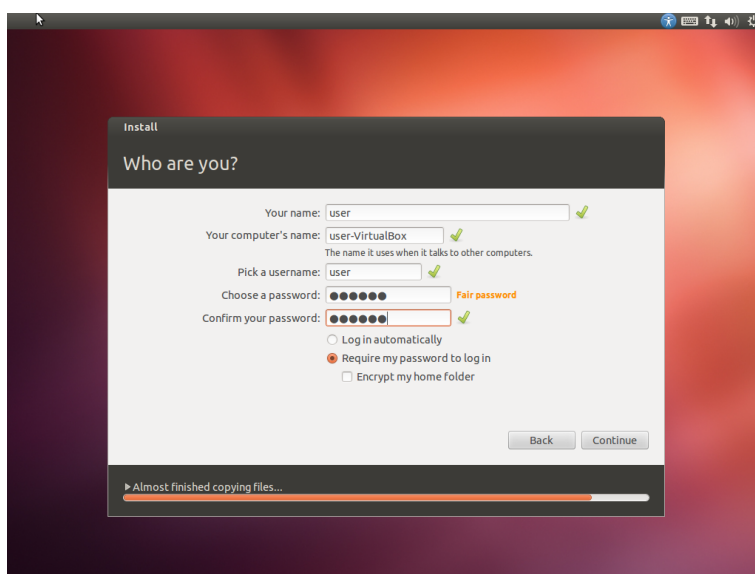 Install
Who are you?
Your name: user
Your computer's name: user-VirtualBox
The name it uses when it talks to other computers.
Pick a username: user
Choose a password: ●●●●●● Fair password
Confirm your password: ●●●●●●
Log in automatically
Require my password to log in
Encrypt my home folder
Back Continue
Almost finished copying files...